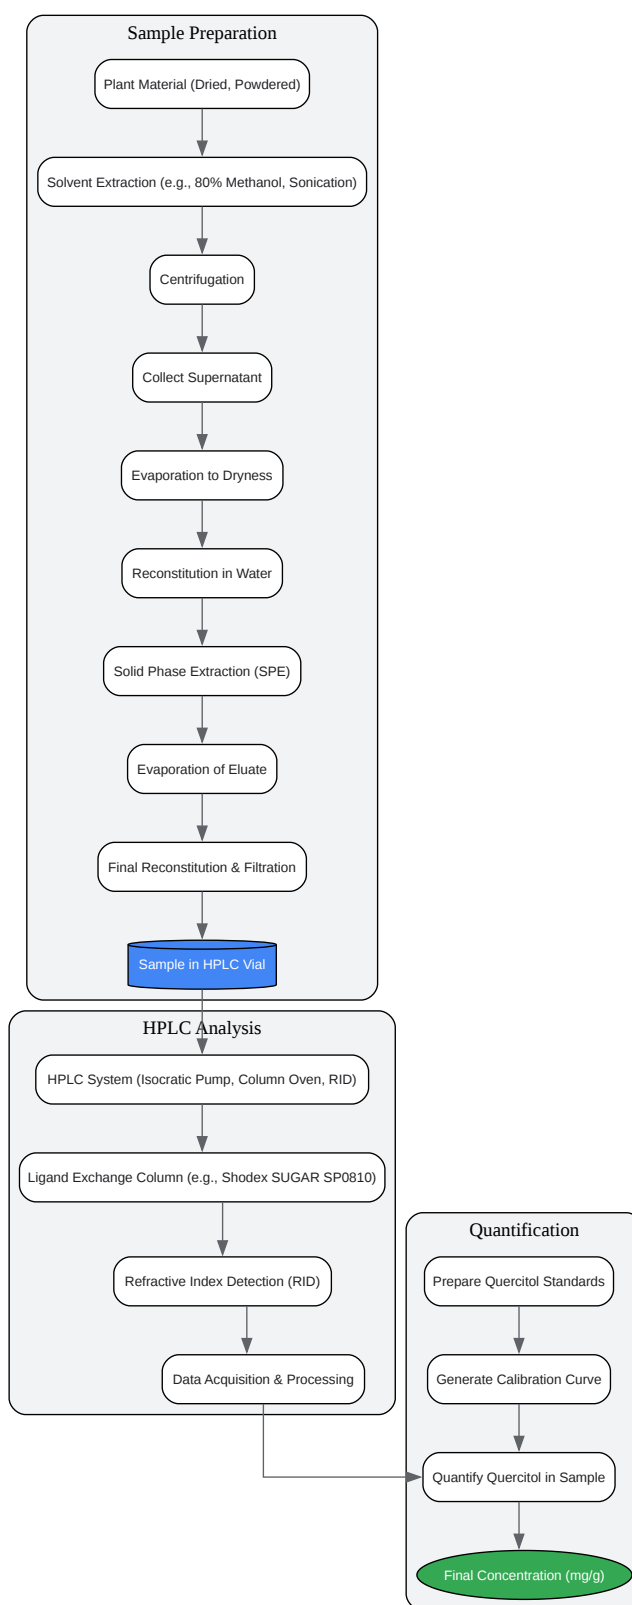 Sample Preparation
Plant Material (Dried, Powdered)
Solvent Extraction (e.g., 80% Methanol, Sonication)
Centrifugation
Collect Supernatant
Evaporation to Dryness
Reconstitution in Water
Solid Phase Extraction (SPE)
Evaporation of Eluate
Final Reconstitution & Filtration
Sample in HPLC Vial
HPLC Analysis
HPLC System (Isocratic Pump, Column Oven, RID)
Ligand Exchange Column (e.g., Shodex SUGAR SP0810)
Refractive Index Detection (RID)
Data Acquisition & Processing
Quantification
Prepare Quercitol Standards
Generate Calibration Curve
Quantify Quercitol in Sample
Final Concentration (mg/g)